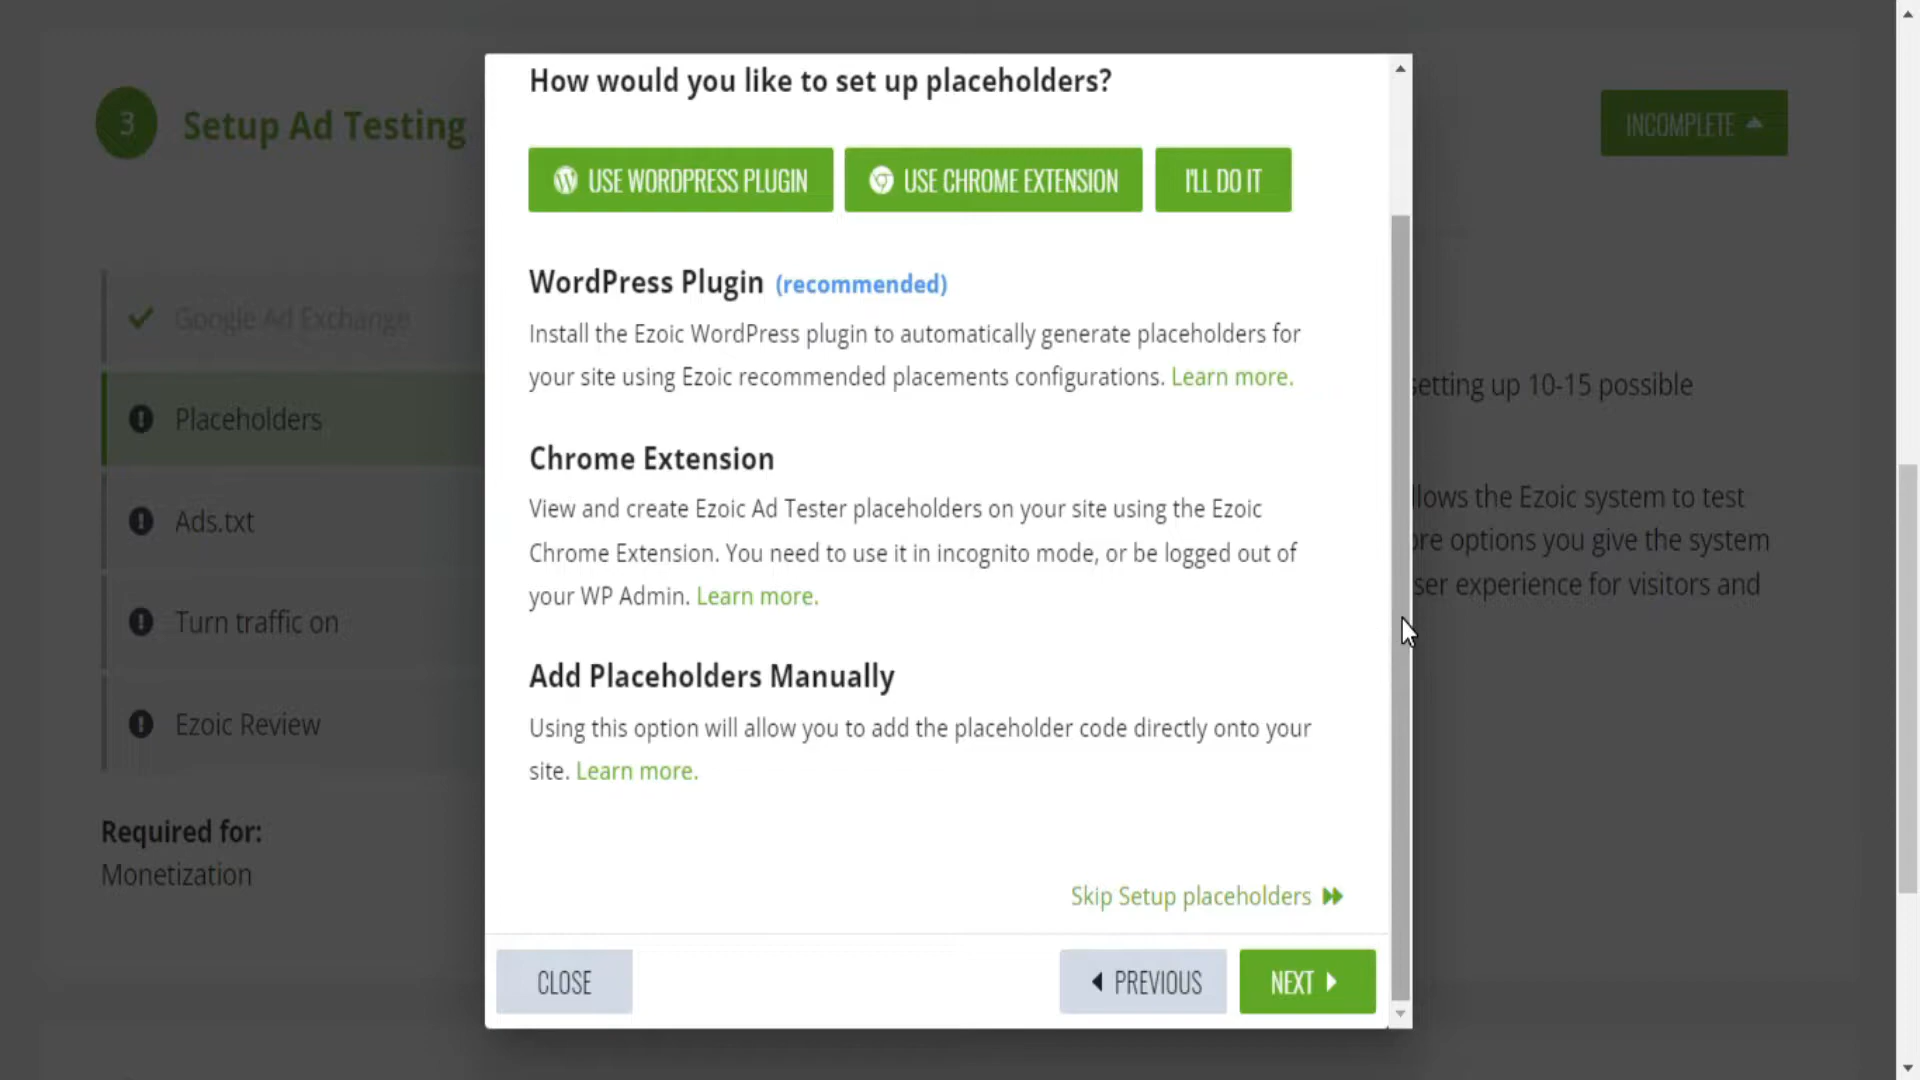 3
Setup Ad Testing
INCOMPLETE
Google Ad Exchange
Placeholders
Ads.txt
Turn traffic on
Ezoic Review
Required for:
Monetization
How would you like to set up placeholders?
USE WORDPRESS PLUGIN
USE CHROME EXTENSION
I'LL DO IT
WordPress Plugin (recommended)
Install the Ezoic WordPress plugin to automatically generate placeholders for
your site using Ezoic recommended placements configurations. Learn more.
Chrome Extension
View and create Ezoic Ad Tester placeholders on your site using the Ezoic
Chrome Extension. You need to use it in incognito mode, or be logged out of
your WP Admin. Learn more.
Add Placeholders Manually
Using this option will allow you to add the placeholder code directly onto your
site. Learn more.
Skip Setup placeholders
CLOSE
PREVIOUS
NEXT
setting up 10-15 possible
llows the Ezoic system to test
ore options you give the system
ser experience for visitors and